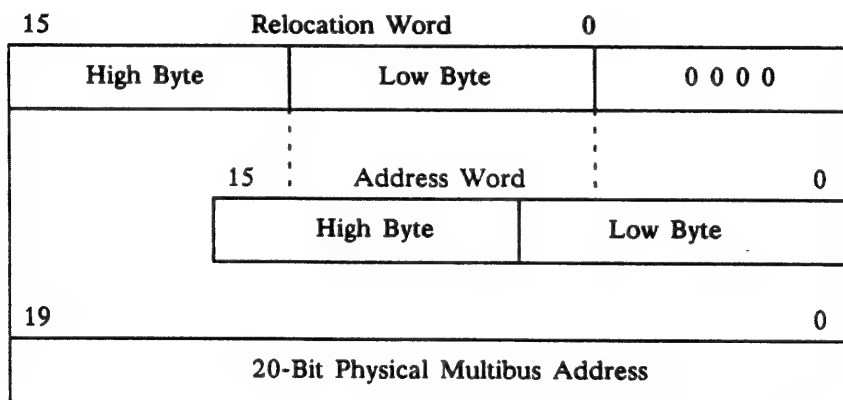 15 Relocation Word 0
High Byte Low Byte 0 0 0 0
15 Address Word 0
High Byte Low Byte
19 0
20-Bit Physical Multibus Address